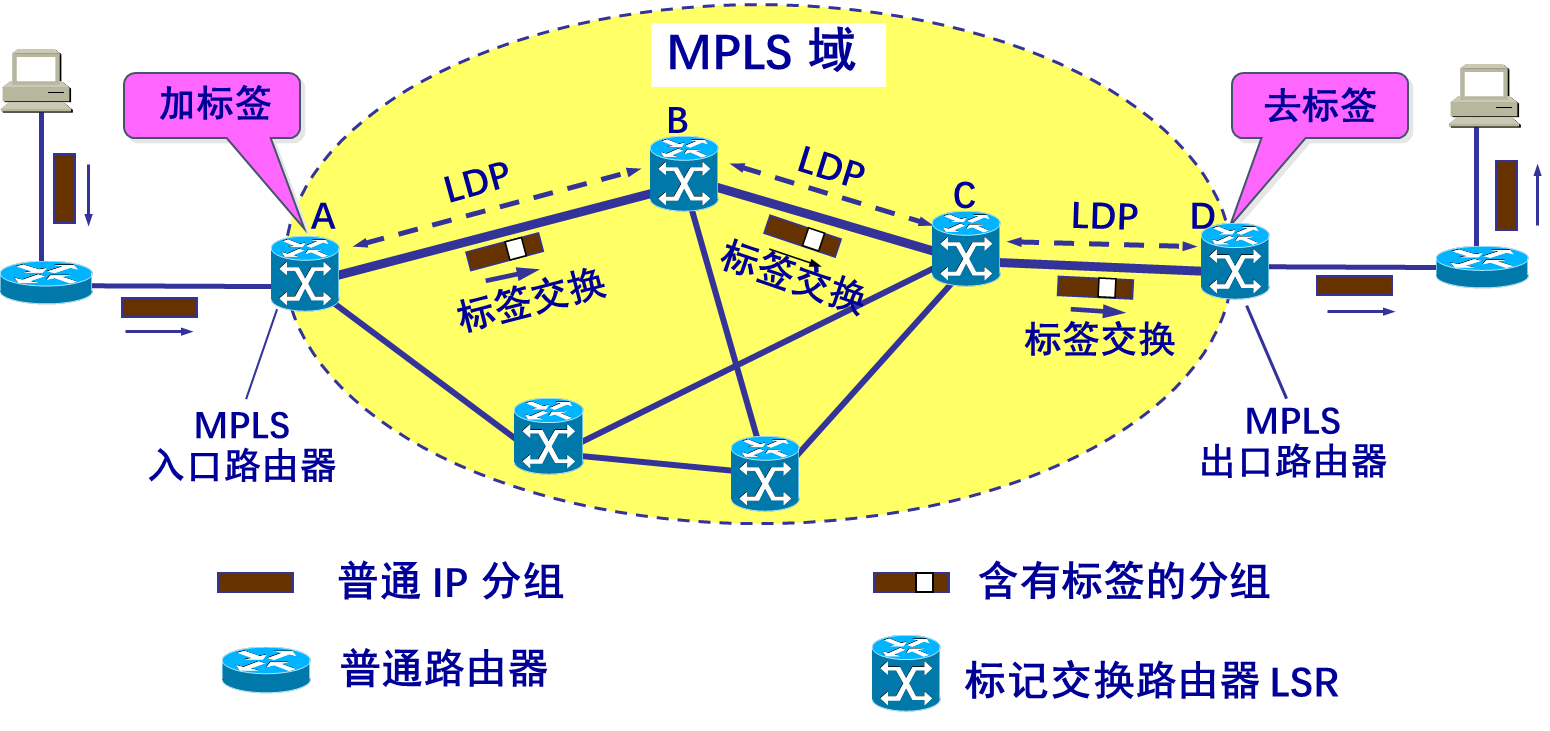 MPLS 域
加标签
去标签
B
LDP
LDP
C
A
LDP
D
标签交换
标签交换
标签交换
MPLS
入口路由器
MPLS
出口路由器
普通 IP 分组
含有标签的分组
普通路由器
标记交换路由器 LSR